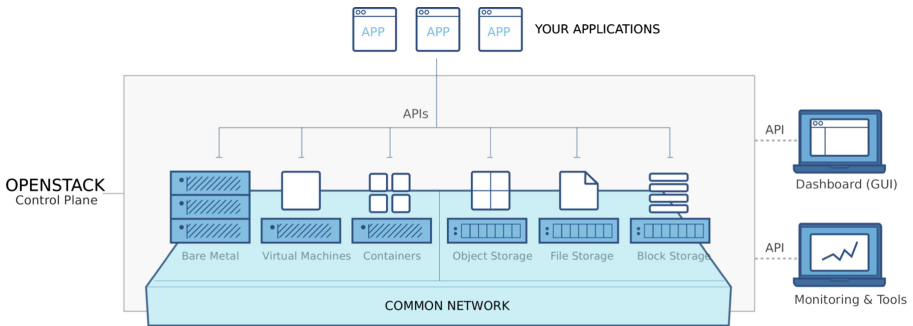 APP APP APP YOUR APPLICATIONS
APIs
API
OPENSTACK
Control Plane
Dashboard (GUI)
Bare Metal Virtual Machines Containers Object Storage File Storage Block Storage
API
Monitoring & Tools
COMMON NETWORK